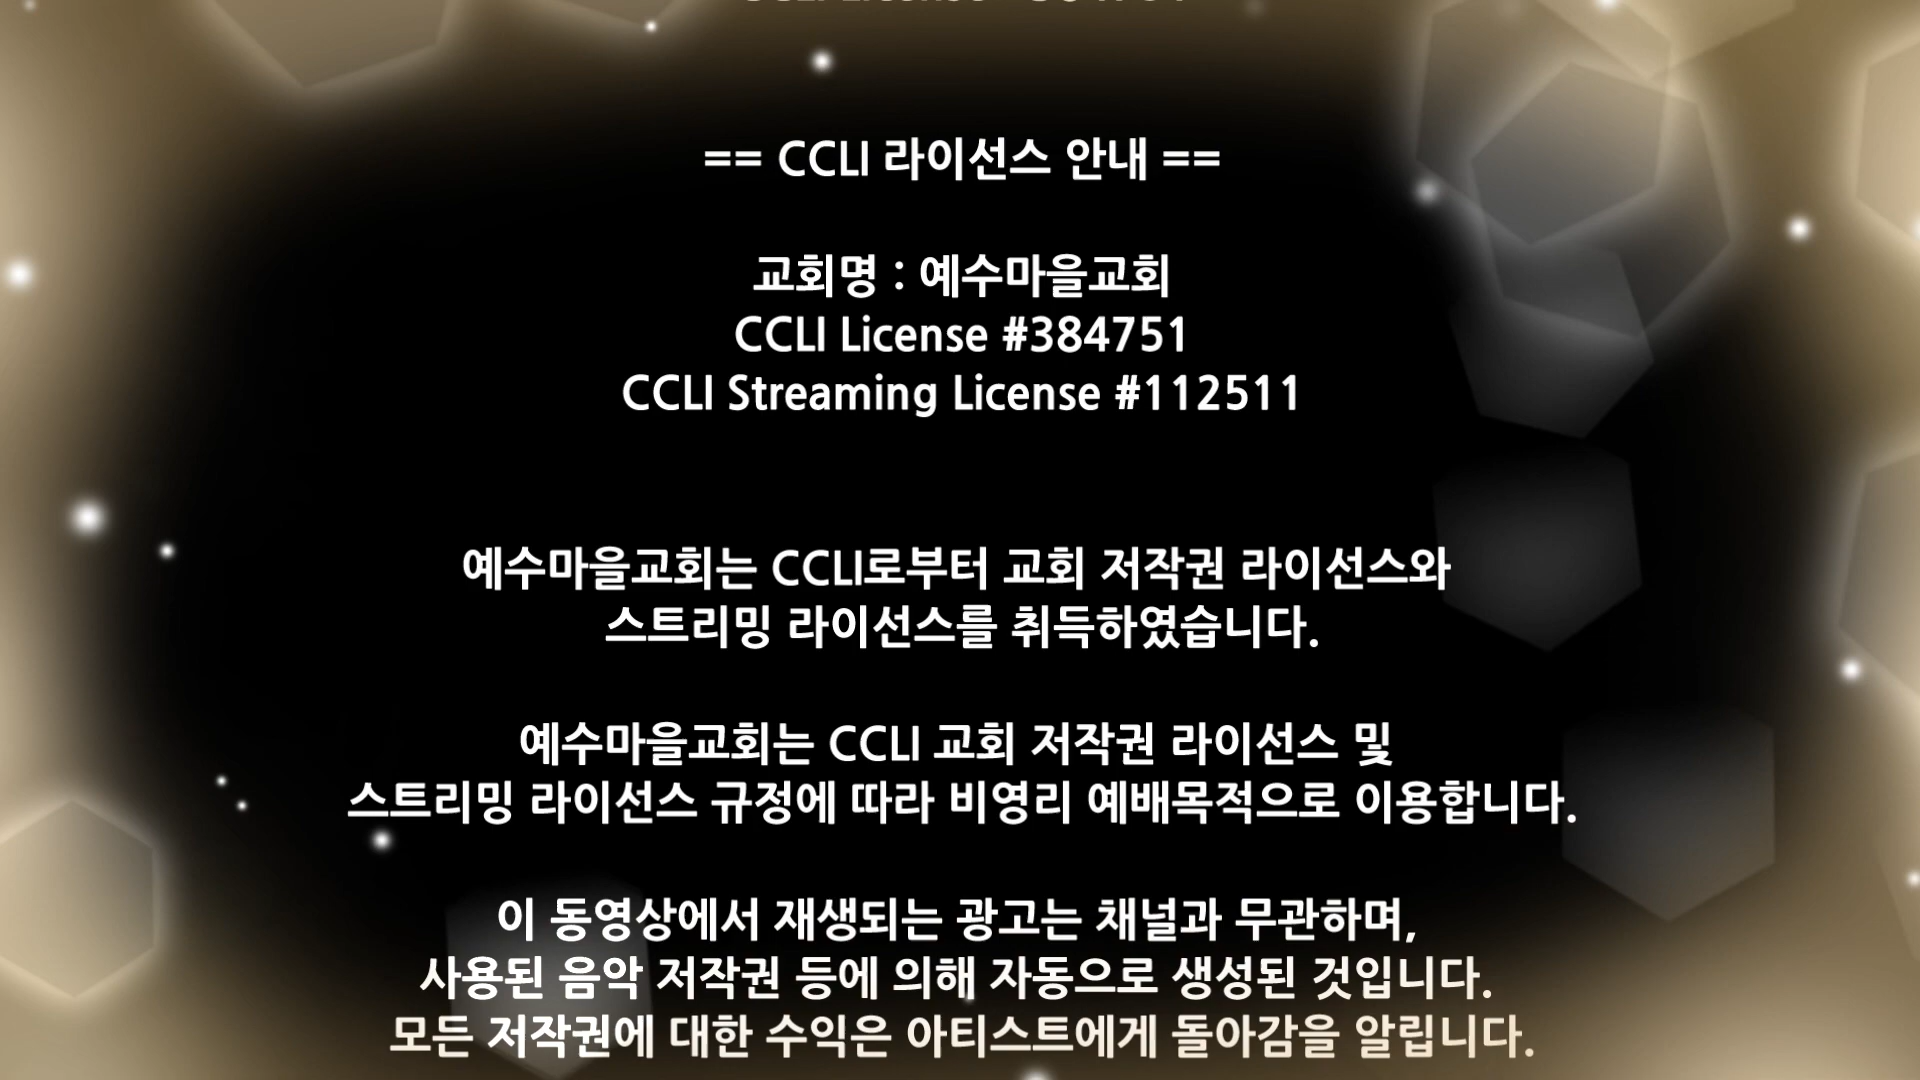 == CCLI 라이선스 안내 ==
교회명 : 예수마을교회
CCLI License #384751
CCLI Streaming License #112511
예수마을교회는 CCLI로부터 교회 저작권 라이선스와
스트리밍 라이선스를 취득하였습니다.
예수마을교회는 CCLI 교회 저작권 라이선스 및
스트리밍 라이선스 규정에 따라 비영리 예배목적으로 이용합니다.
이 동영상에서 재생되는 광고는 채널과 무관하며,
사용된 음악 저작권 등에 의해 자동으로 생성된 것입니다.
모든 저작권에 대한 수익은 아티스트에게 돌아감을 알립니다.